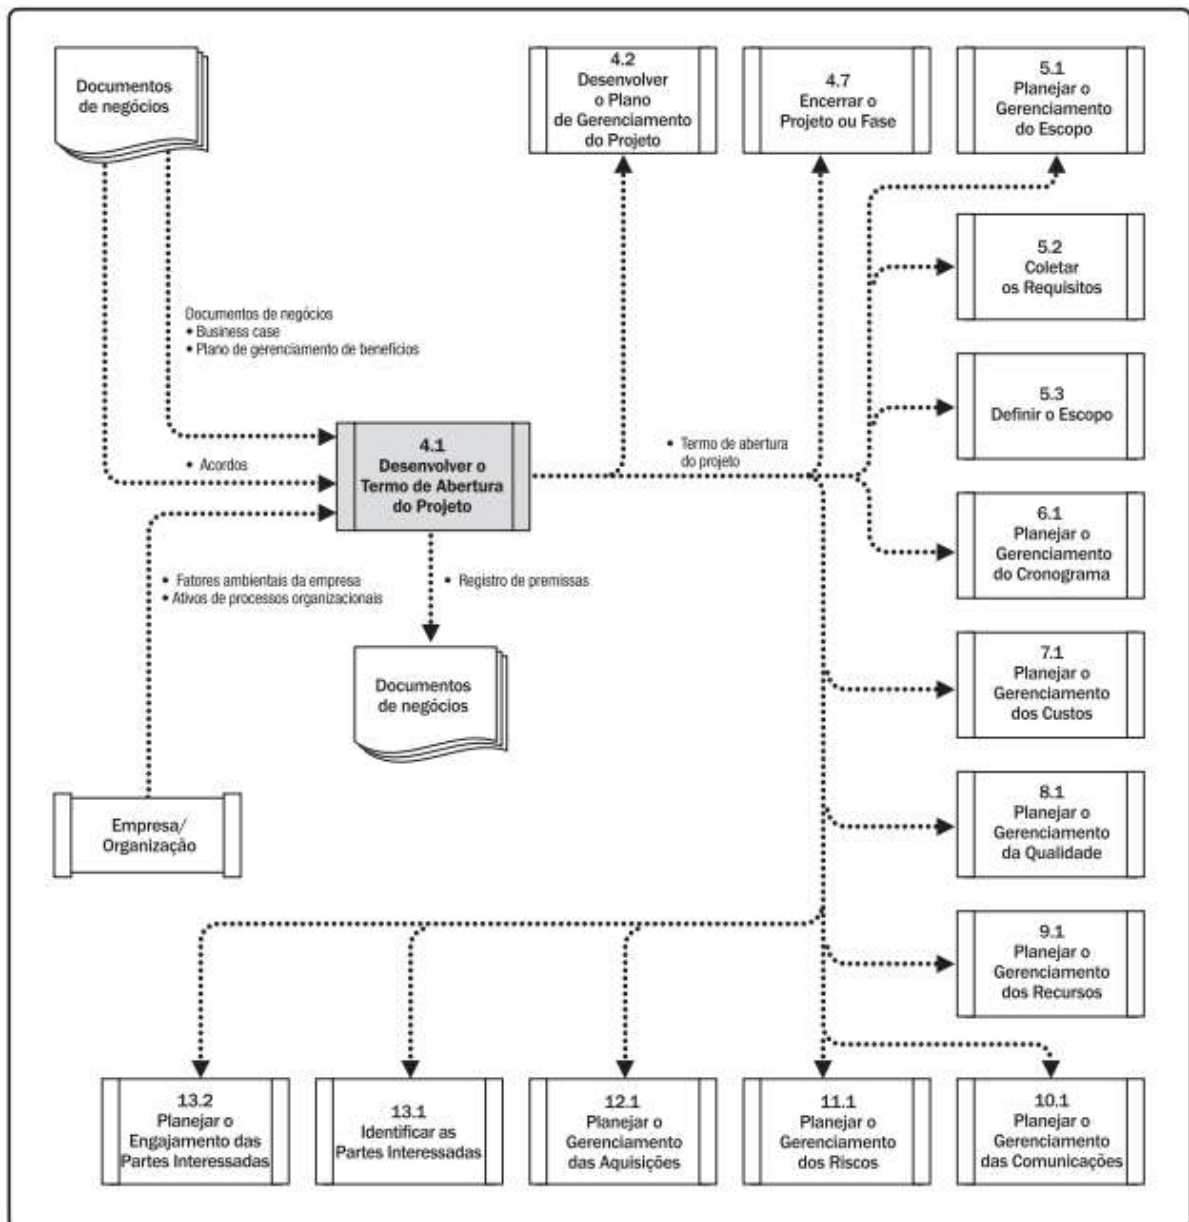 Documentos
de negócios
4.2
Desenvolver
o Plano
de Gerenciamento
do Projeto
4.7
Encerrar o
Projeto ou Fase
5.1
Planejar o
Gerenciamento
do Escopo
5.2
Coletar
os Requisitos
Documentos de negócios
• Business case
• Plano de gerenciamento de benefícios
5.3
Definir o Escopo
• Acordos
4.1
Desenvolver o
Termo de Abertura
do Projeto
• Termo de abertura
do projeto
6.1
Planejar o
Gerenciamento
do Cronograma
• Fatores ambientais da empresa
• Ativos de processos organizacionais
• Registro de premissas
Documentos
de negócios
7.1
Planejar o
Gerenciamento
dos Custos
Empresa/
Organização
8.1
Planejar o
Gerenciamento
da Qualidade
9.1
Planejar o
Gerenciamento
dos Recursos
13.2
Planejar o
Engajamento das
Partes Interessadas
13.1
Identificar as
Partes Interessadas
12.1
Planejar o
Gerenciamento
das Aquisições
11.1
Planejar o
Gerenciamento
dos Riscos
10.1
Planejar o
Gerenciamento
das Comunicações